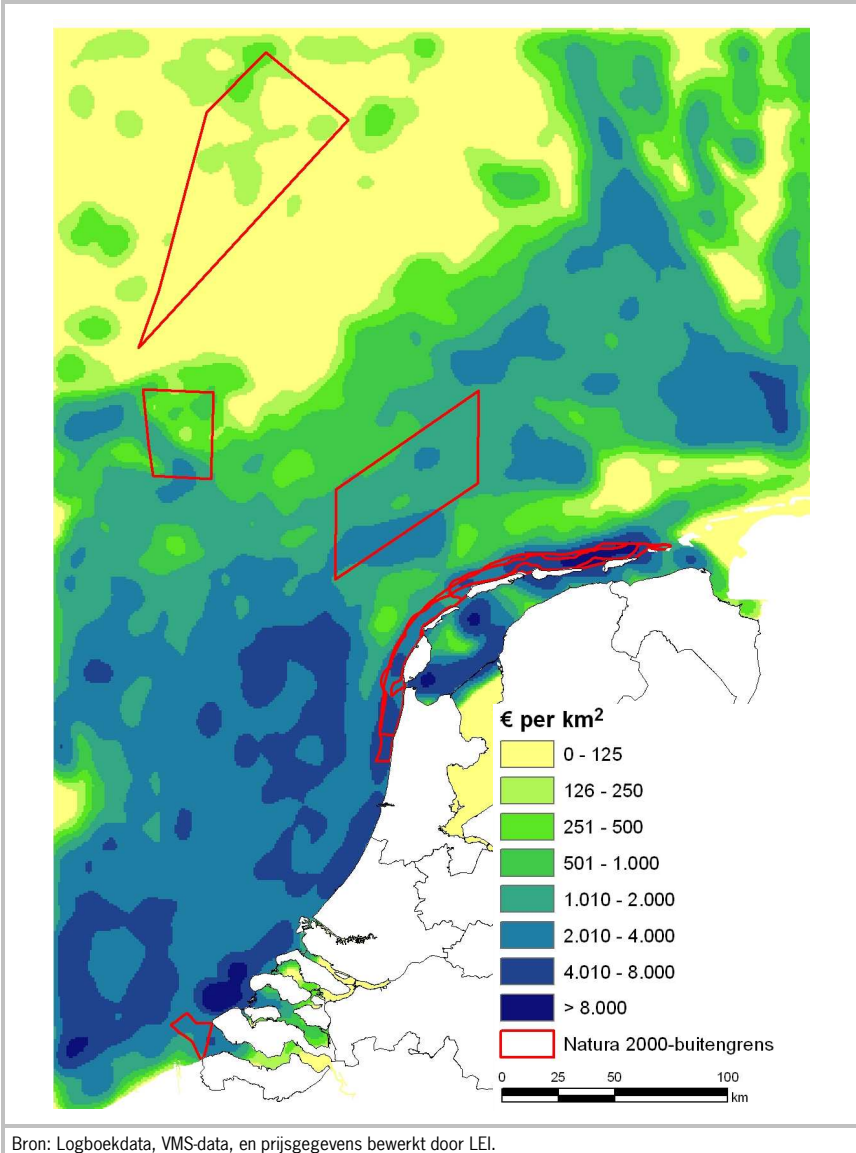 € per km²
0 - 125
126 - 250
251 - 500
501 - 1.000
1.010 - 2.000
2.010 - 4.000
4.010 - 8.000
> 8.000
Natura 2000-buitengrens
0 25 50 100
km
Bron: Logboekdata, VMS-data, en prijsgegevens bewerkt door LEI.